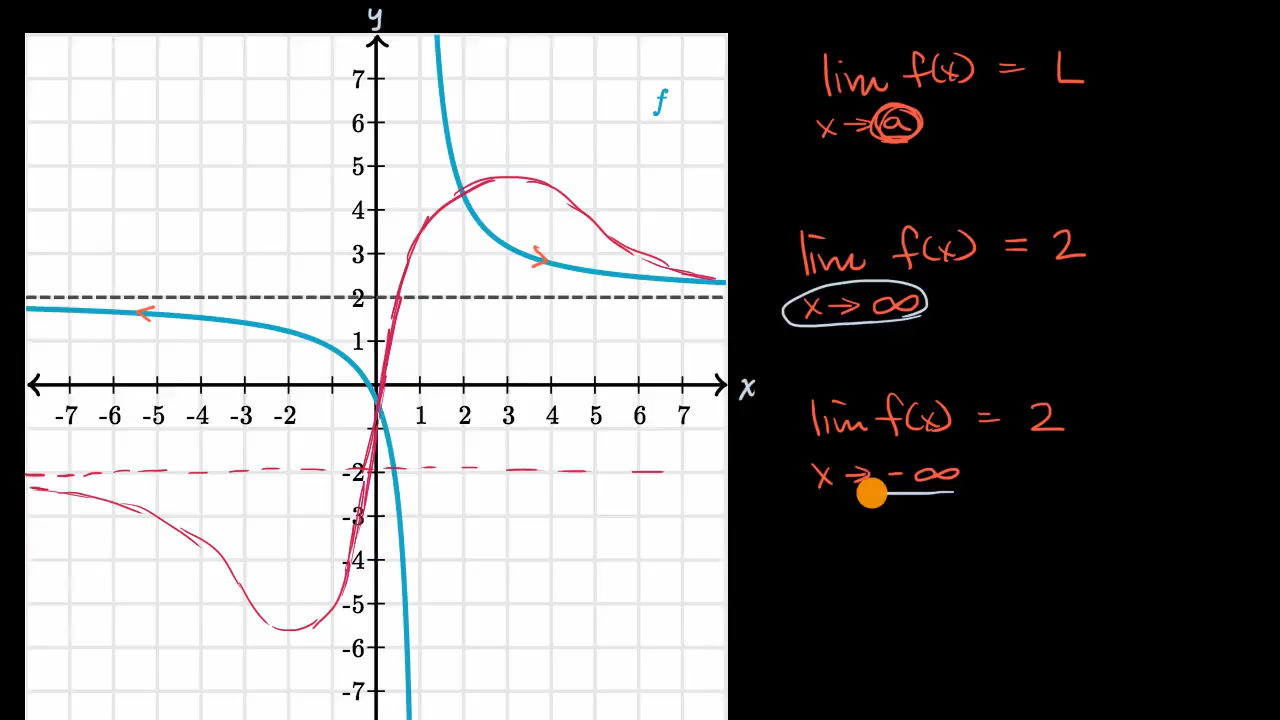 y
f
7
6
5
4
3
2
1
-7 -6 -5 -4 -3 -2 1 2 3 4 5 6 7
x
-2
-3
-4
-5
-6
-7
lim f(x) = L
x → a
lim f(x) = 2
x → ∞
lim f(x) = 2
x → -∞